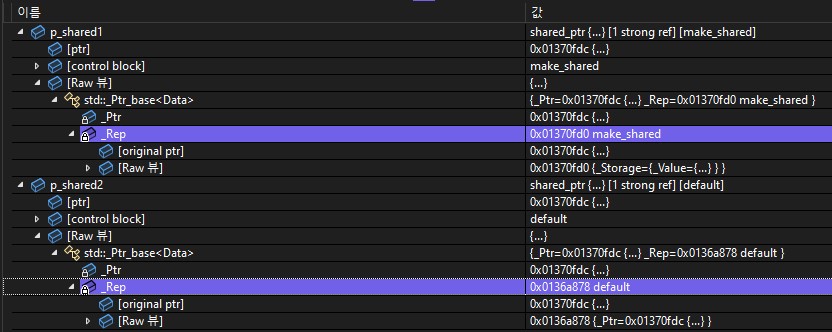 이름 값
p_shared1 shared_ptr {...} [1 strong ref] [make_shared]
[ptr] 0x01370fdc {...}
[control block] make_shared
[Raw 뷰] {...}
std::_Ptr_base<Data> {_Ptr=0x01370fdc {...} _Rep=0x01370fd0 make_shared }
_Ptr 0x01370fdc {...}
_Rep 0x01370fd0 make_shared
[original ptr] 0x01370fdc {...}
[Raw 뷰] 0x01370fd0 {_Storage={_Value={...} } }
p_shared2 shared_ptr {...} [1 strong ref] [default]
[ptr] 0x01370fdc {...}
[control block] default
[Raw 뷰] {...}
std::_Ptr_base<Data> {_Ptr=0x01370fdc {...} _Rep=0x0136a878 default }
_Ptr 0x01370fdc {...}
_Rep 0x0136a878 default
[original ptr] 0x01370fdc {...}
[Raw 뷰] 0x0136a878 {_Ptr=0x01370fdc {...} }